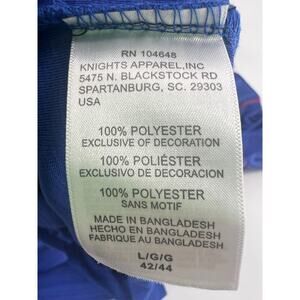 RN 104648
KNIGHTS APPAREL,INC
5475 N. BLACKSTOCK RD
SPARTANBURG, SC. 29303
USA
100% POLYESTER
EXCLUSIVE OF DECORATION
100% POLIÉSTER
EXCLUSIVO DE DECORACION
100% POLYESTER
SANS MOTIF
MADE IN BANGLADESH
HECHO EN BANGLADESH
FABRIQUE AU BANGLADESH
L/G/G
42/44